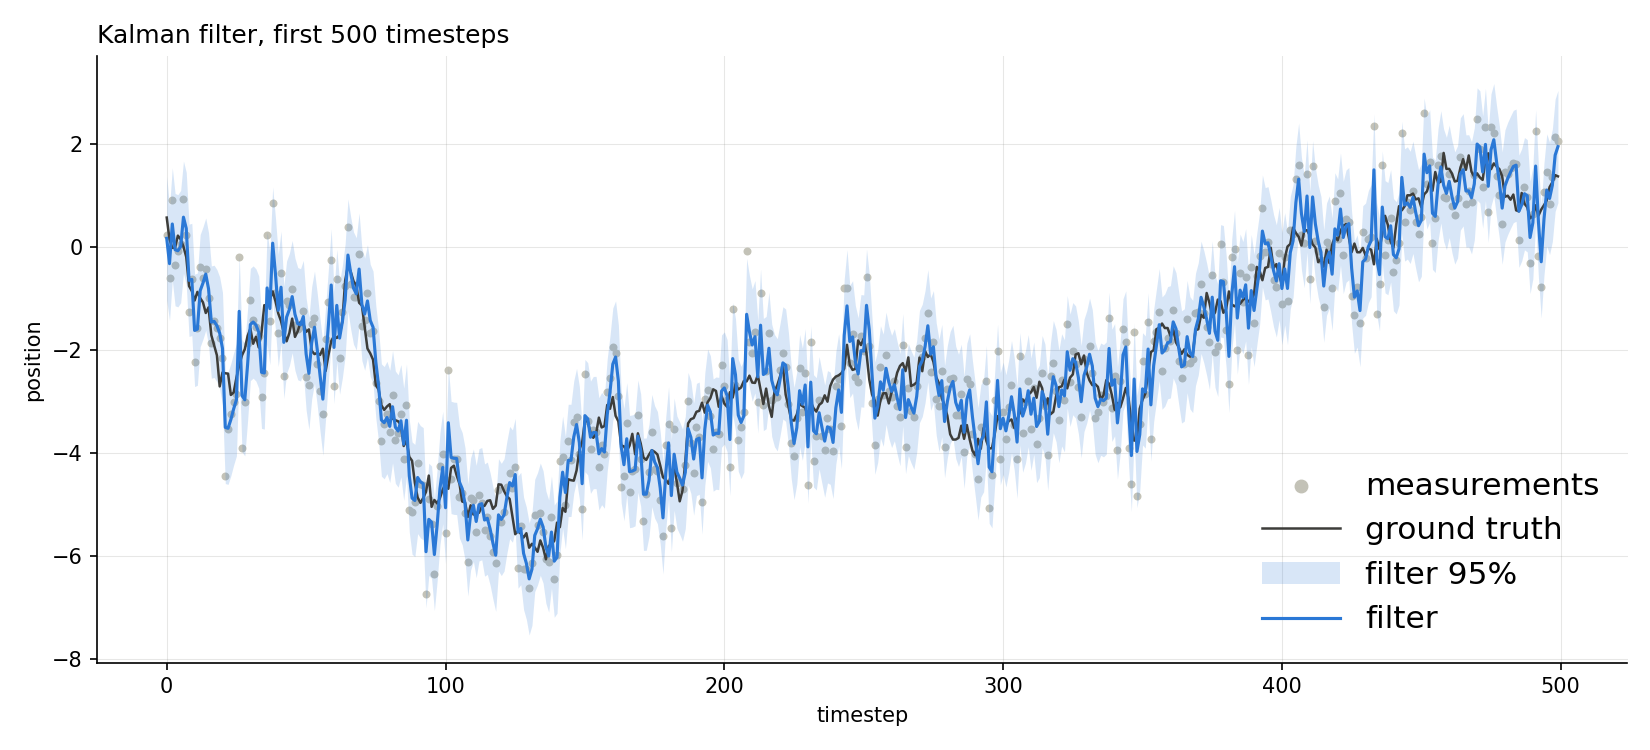 Kalman filter, first 500 timesteps
position
2
0
−2
−4
−6
−8
0
100
200
300
400
500
timestep
measurements
ground truth
filter 95%
filter